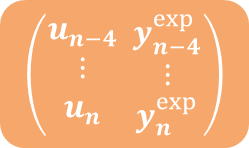 u_{n-4} y_{n-4}^{exp}
⋮ ⋮
u_n y_n^{exp}